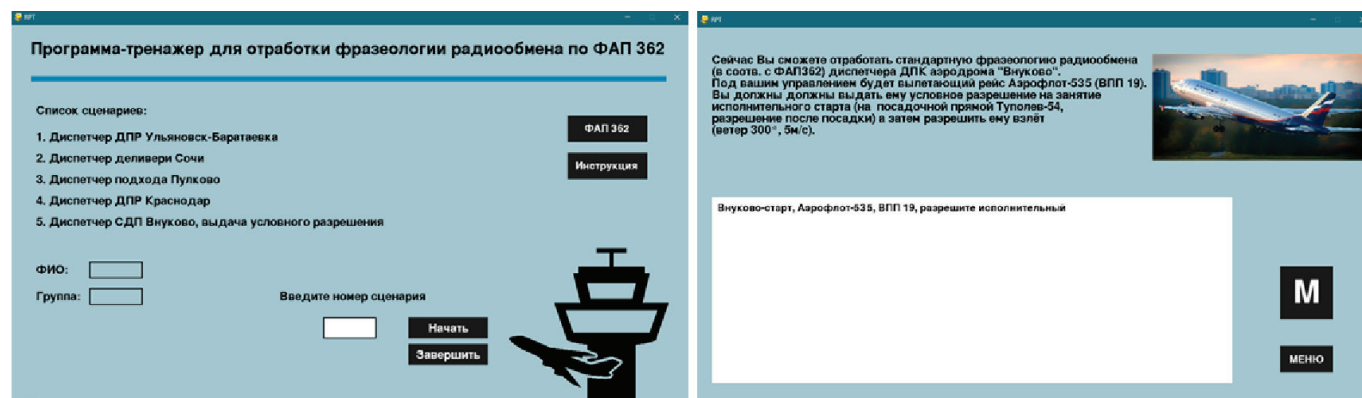 RPT
Программа-тренажер для отработки фразеологии радиообмена по ФАП 362
Список сценариев:
1. Диспетчер ДПР Ульяновск-Баратаевка
2. Диспетчер деливери Сочи
3. Диспетчер подхода Пулково
4. Диспетчер ДПР Краснодар
5. Диспетчер СДП Внуково, выдача условного разрешения
ФАП 362
Инструкция
ФИО:
Группа:
Введите номер сценария
Начать
Завершить
RPT
Сейчас Вы сможете отработать стандартную фразеологию радиообмена
(в соотв. с ФАП362) диспетчера ДПК аэродрома "Внуково".
Под вашим управлением будет вылетающий рейс Аэрофлот-535 (ВПП 19).
Вы должны должны выдать ему условное разрешение на занятие
исполнительного старта (на посадочной прямой Туполев-54,
разрешение после посадки) а затем разрешить ему взлёт
(ветер 300°, 5м/с).
Внуково-старт, Аэрофлот-535, ВПП 19, разрешите исполнительный
М
МЕНЮ